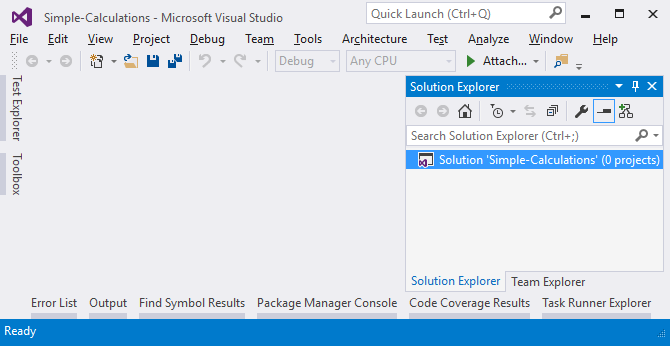 Simple-Calculations - Microsoft Visual Studio
Quick Launch (Ctrl+Q)
File Edit View Project Debug Team Tools Architecture Test Analyze Window Help
Debug Any CPU Attach...
Test Explorer
Toolbox
Solution Explorer
Search Solution Explorer (Ctrl+;)
Solution 'Simple-Calculations' (0 projects)
Solution Explorer Team Explorer
Error List Output Find Symbol Results Package Manager Console Code Coverage Results Task Runner Explorer
Ready